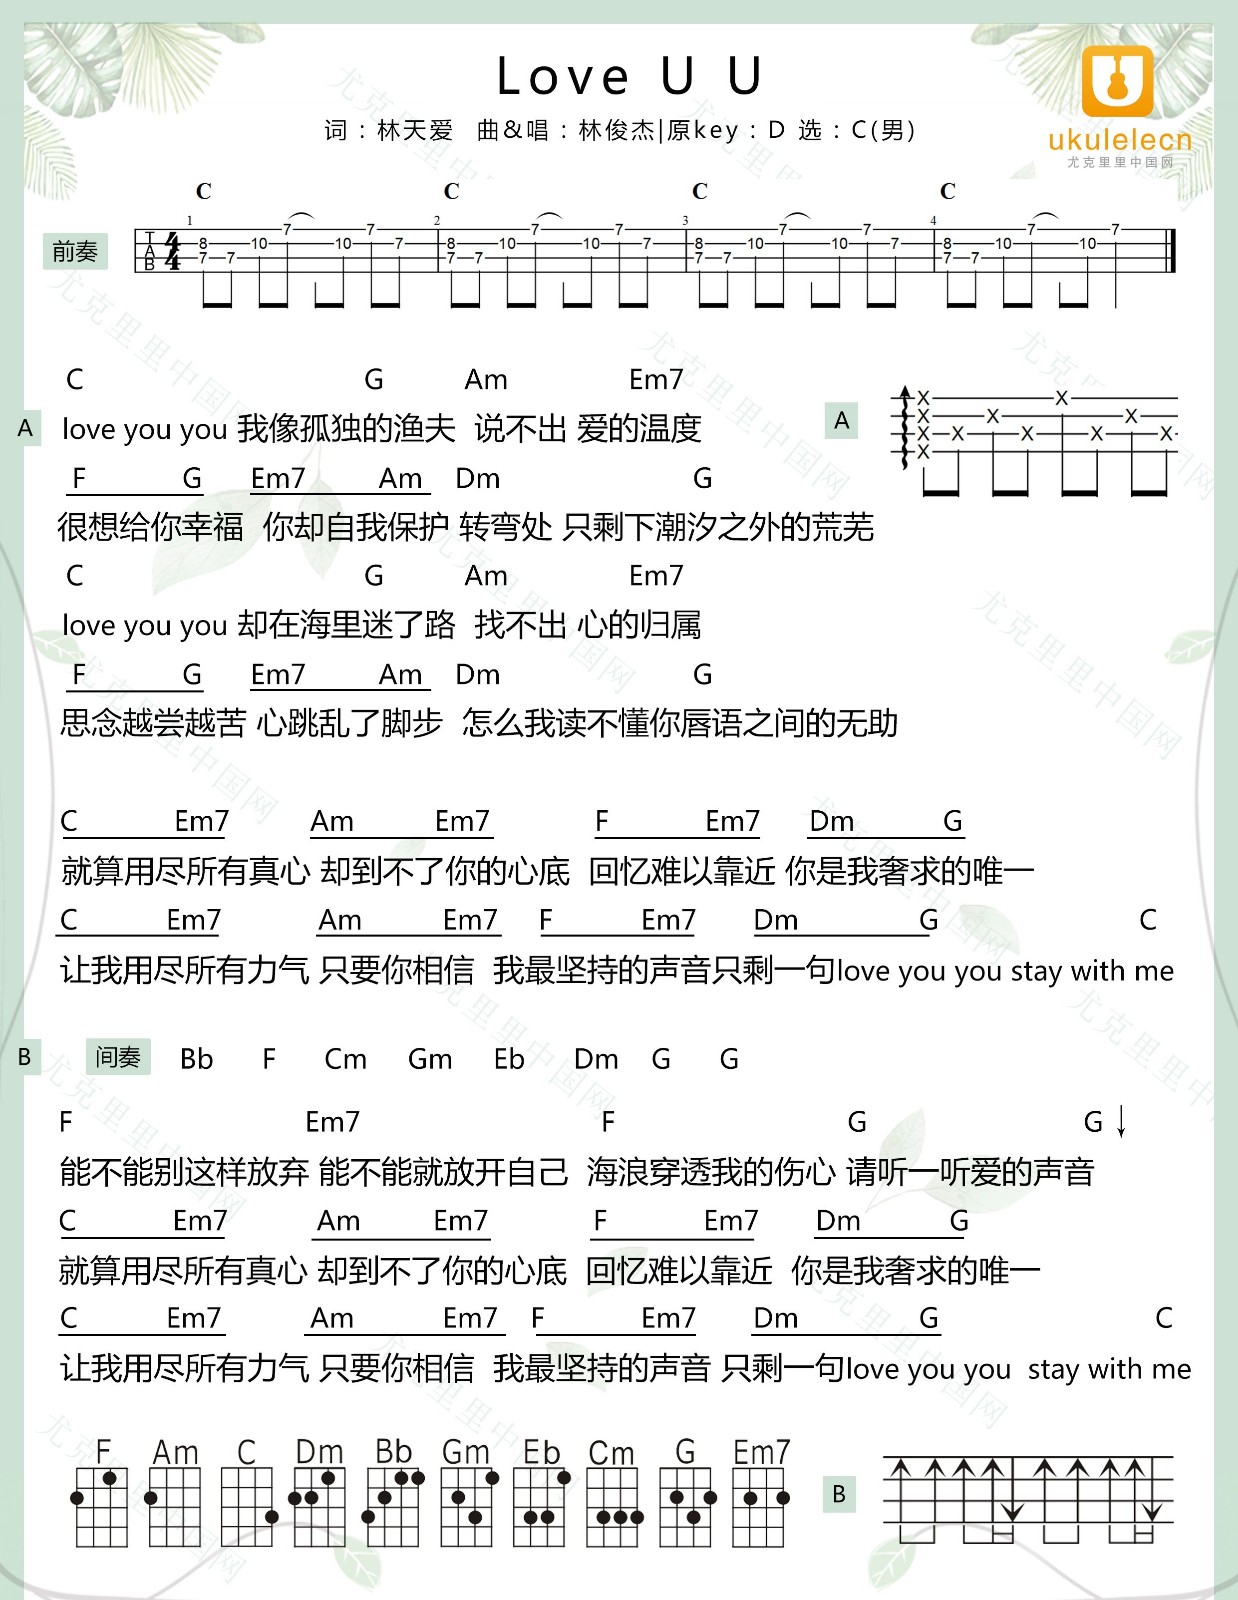 Love U U
词：林天爱 曲&唱：林俊杰|原key：D 选：C(男)
ukulelecn
尤克里里中国网
C C C C
前奏
1 2 3 4
T A B 4 4
8 7 7 10 7 10 7 7 8 7 7 10 7 10 7 7 8 7 7 10 7 10 7 7 8 7 7 10 7 10 7
C G Am Em7
A love you you 我像孤独的渔夫 说不出 爱的温度
A
F G Em7 Am Dm G
很想给你幸福 你却自我保护 转弯处 只剩下潮汐之外的荒芜
C G Am Em7
love you you 却在海里迷了路 找不出 心的归属
F G Em7 Am Dm G
思念越尝越苦 心跳乱了脚步 怎么我读不懂你唇语之间的无助
C Em7 Am Em7 F Em7 Dm G
就算用尽所有真心 却到不了你的心底 回忆难以靠近 你是我奢求的唯一
C Em7 Am Em7 F Em7 Dm G C
让我用尽所有力气 只要你相信 我最坚持的声音只剩一句love you you stay with me
B 间奏 Bb F Cm Gm Eb Dm G G
F Em7 F G G
能不能别这样放弃 能不能就放开自己 海浪穿透我的伤心 请听一听爱的声音
C Em7 Am Em7 F Em7 Dm G
就算用尽所有真心 却到不了你的心底 回忆难以靠近 你是我奢求的唯一
C Em7 Am Em7 F Em7 Dm G C
让我用尽所有力气 只要你相信 我最坚持的声音 只剩一句love you you stay with me
F Am C Dm Bb Gm Eb Cm G Em7
B